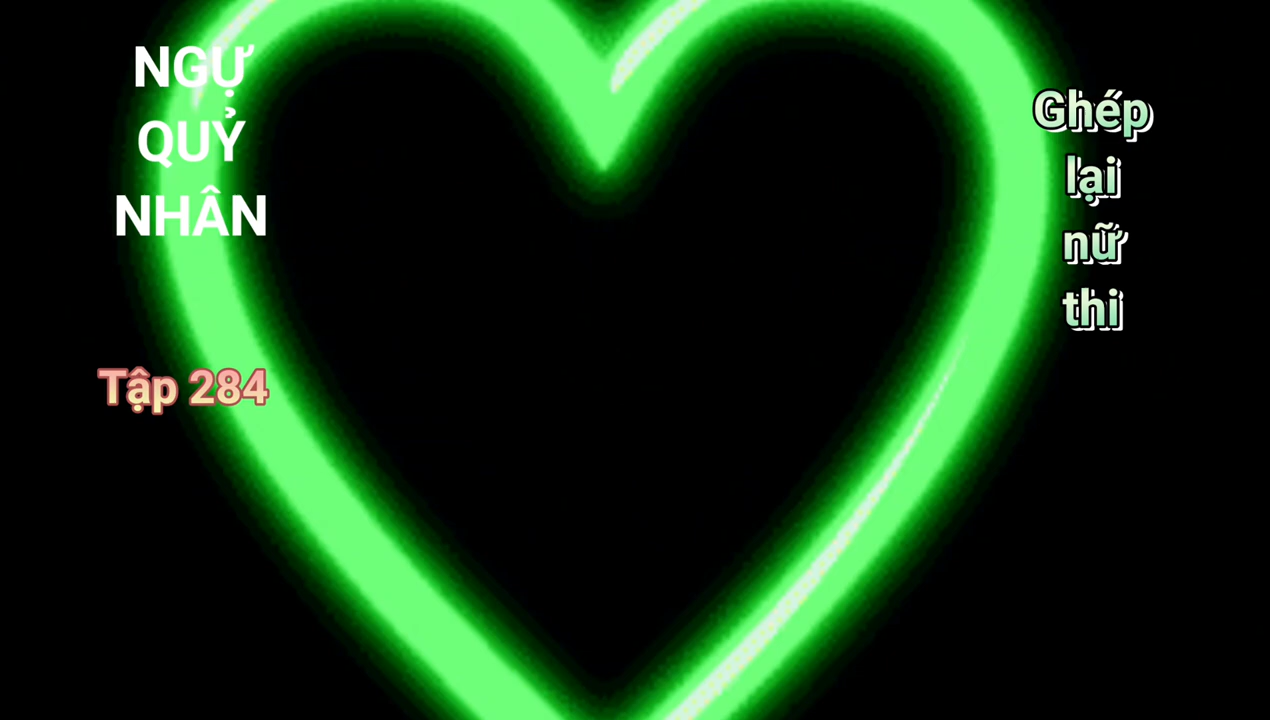 NGỰ
QUỶ
NHÂN
Tập 284
Ghép
lại
nữ
thi